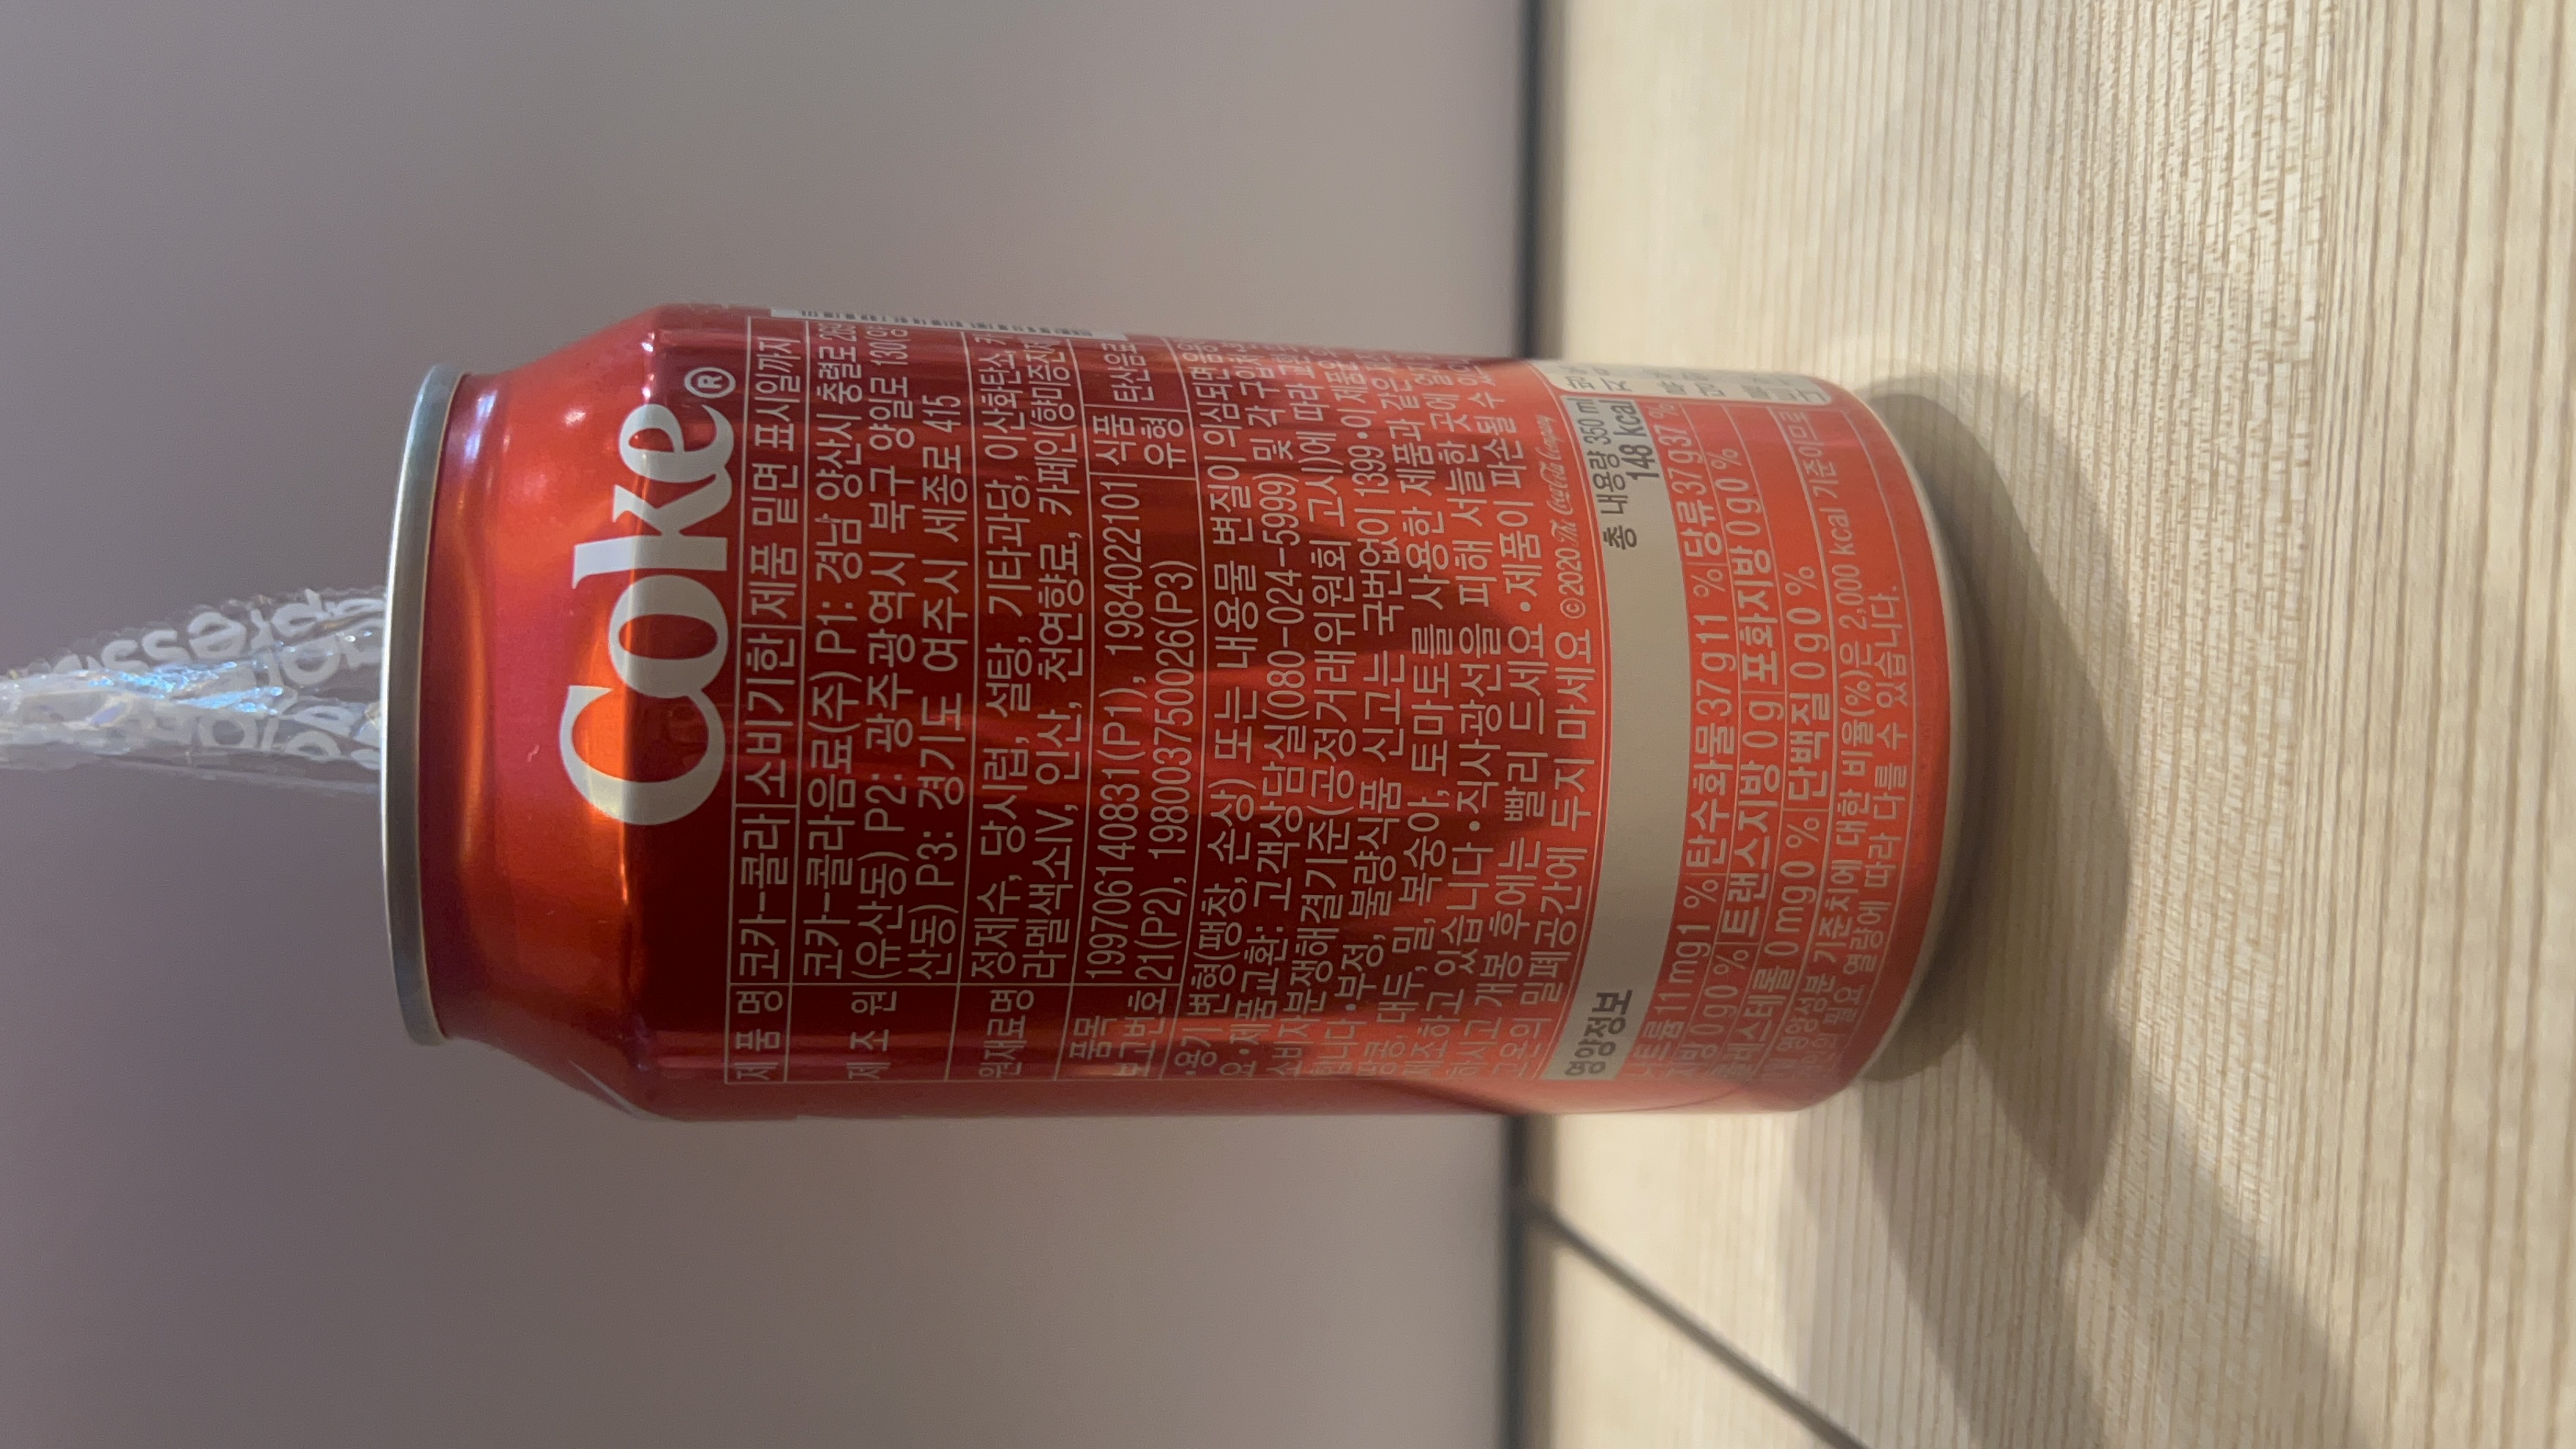 Coke®
제품명 코카-콜라 소비기한 제품 밑면 표시일까지
제조원 코카-콜라음료(주) P1: 경남 양산시 충렬로 269
(유산동) P2: 광주광역시 북구 양일로 130(양
산동) P3: 경기도 여주시 세종로 415
원재료명 정제수, 당시럽, 설탕, 기타과당, 이산화탄소, 카
라멜색소IV, 인산, 천연향료, 카페인(향미증진제
품목 보고번호 199706140831(P1), 1984022101
21(P2), 198003750026(P3)
식품 유형 탄산음료
•용기 변형(팽창, 손상) 또는 내용물 변질이 의심되면 음용
요•제품교환: 고객상담실(080-024-5999) 및 각 구입처
소비자분쟁해결기준(공정거래위원회 고시)에 따라 교환
합니다•부정, 불량식품 신고는 국번없이 1399•이 제품은
땅콩, 대두, 밀, 복숭아, 토마토를 사용한 제품과 같은
제조하고 있습니다•직사광선을 피해 서늘한 곳에
하시고 개봉 후에는 빨리 드세요•제품이 파손될 수
고온의 밀폐공간에 두지 마세요 ©2020 The Coca-Cola Company
영양정보 총 내용량 350 ml
148 kcal
나트륨 11 mg 1 % 탄수화물 37 g 11 % 당류 37 g 37 %
지방 0 g 0 % 트랜스지방 0 g 포화지방 0 g 0 %
콜레스테롤 0 mg 0 % 단백질 0 g 0 %
1일 영양성분 기준치에 대한 비율(%)은 2,000 kcal 기준이므로
개인의 필요 열량에 따라 다를 수 있습니다.